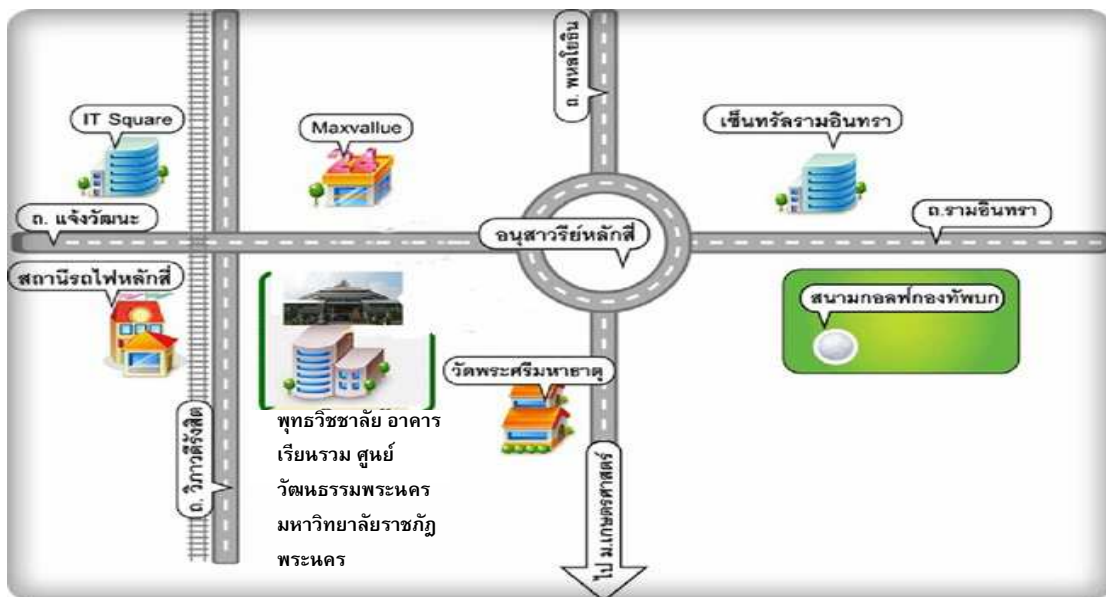 ถ. พหลโยธิน
IT Square
Maxvallue
เซ็นทรัลรามอินทรา
ถ. แจ้งวัฒนะ
อนุสาวรีย์หลักสี่
ถ.รามอินทรา
สถานีรถไฟหลักสี่
สนามกอลฟกองทัพบก
วัดพระศรีมหาธาตุ
พุทธวิชชาลัย อาคาร
เรียนรวม ศูนย์
วัฒนธรรมพระนคร
มหาวิทยาลัยราชภัฏ
พระนคร
ถ. วิภาวดีรังสิต
ไป ม.เกษตรศาสตร์